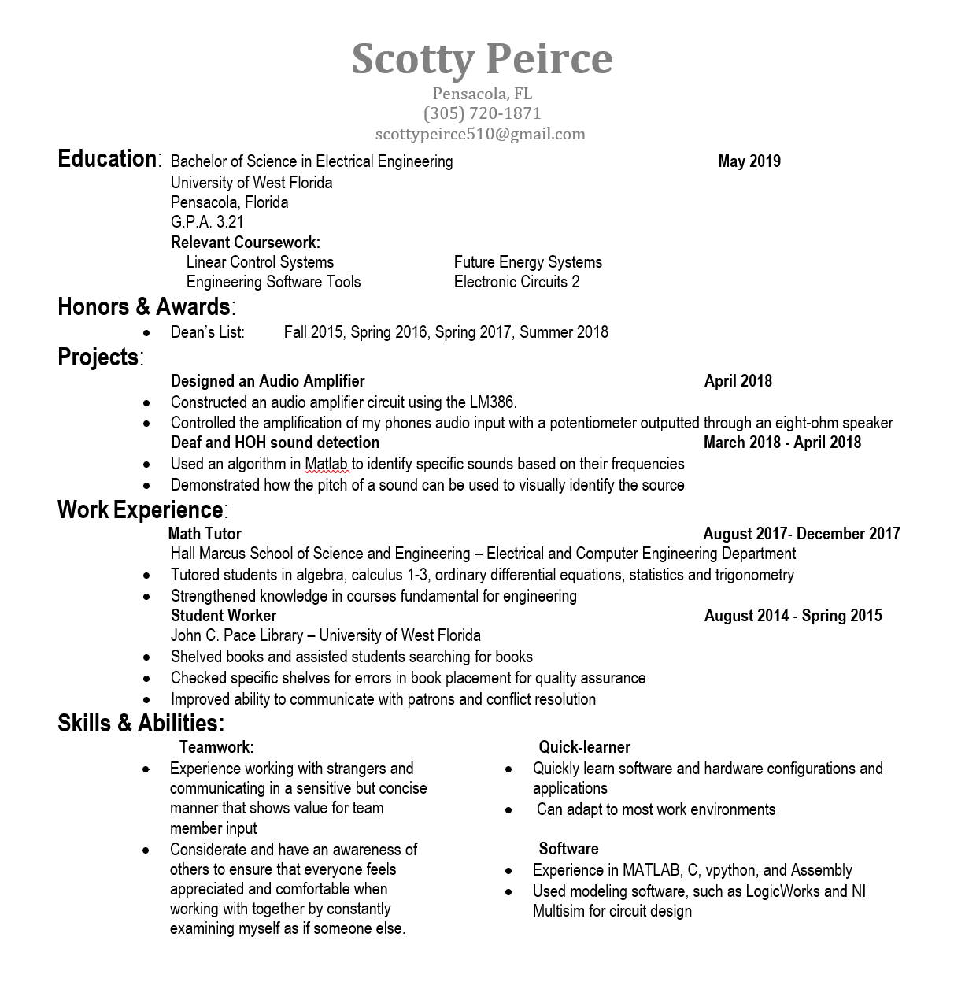 Scotty Peirce
Pensacola, FL
(305) 720-1871
scottypeirce510@gmail.com
Education: Bachelor of Science in Electrical Engineering May 2019
University of West Florida
Pensacola, Florida
G.P.A. 3.21
Relevant Coursework:
Linear Control Systems Future Energy Systems
Engineering Software Tools Electronic Circuits 2
Honors & Awards:
• Dean's List: Fall 2015, Spring 2016, Spring 2017, Summer 2018
Projects:
Designed an Audio Amplifier April 2018
• Constructed an audio amplifier circuit using the LM386.
• Controlled the amplification of my phones audio input with a potentiometer outputted through an eight-ohm speaker
Deaf and HOH sound detection March 2018 - April 2018
• Used an algorithm in Matlab to identify specific sounds based on their frequencies
• Demonstrated how the pitch of a sound can be used to visually identify the source
Work Experience:
Math Tutor August 2017- December 2017
Hall Marcus School of Science and Engineering – Electrical and Computer Engineering Department
• Tutored students in algebra, calculus 1-3, ordinary differential equations, statistics and trigonometry
• Strengthened knowledge in courses fundamental for engineering
Student Worker August 2014 - Spring 2015
John C. Pace Library – University of West Florida
• Shelved books and assisted students searching for books
• Checked specific shelves for errors in book placement for quality assurance
• Improved ability to communicate with patrons and conflict resolution
Skills & Abilities:
Teamwork:
• Experience working with strangers and
communicating in a sensitive but concise
manner that shows value for team
member input
• Considerate and have an awareness of
others to ensure that everyone feels
appreciated and comfortable when
working with together by constantly
examining myself as if someone else.
Quick-learner
• Quickly learn software and hardware configurations and
applications
• Can adapt to most work environments
Software
• Experience in MATLAB, C, vpython, and Assembly
• Used modeling software, such as LogicWorks and NI
Multisim for circuit design